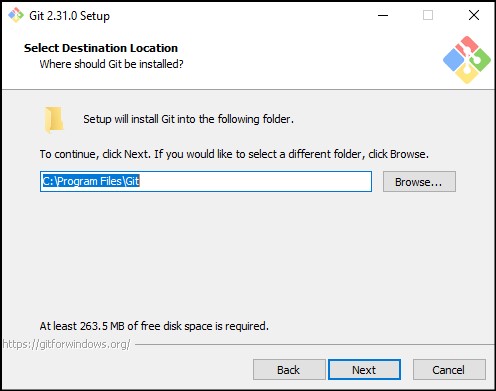 Git 2.31.0 Setup
Select Destination Location
Where should Git be installed?
Setup will install Git into the following folder.
To continue, click Next. If you would like to select a different folder, click Browse.
C:\Program Files\Git
Browse...
At least 263.5 MB of free disk space is required.
https://gitforwindows.org/
Back
Next
Cancel